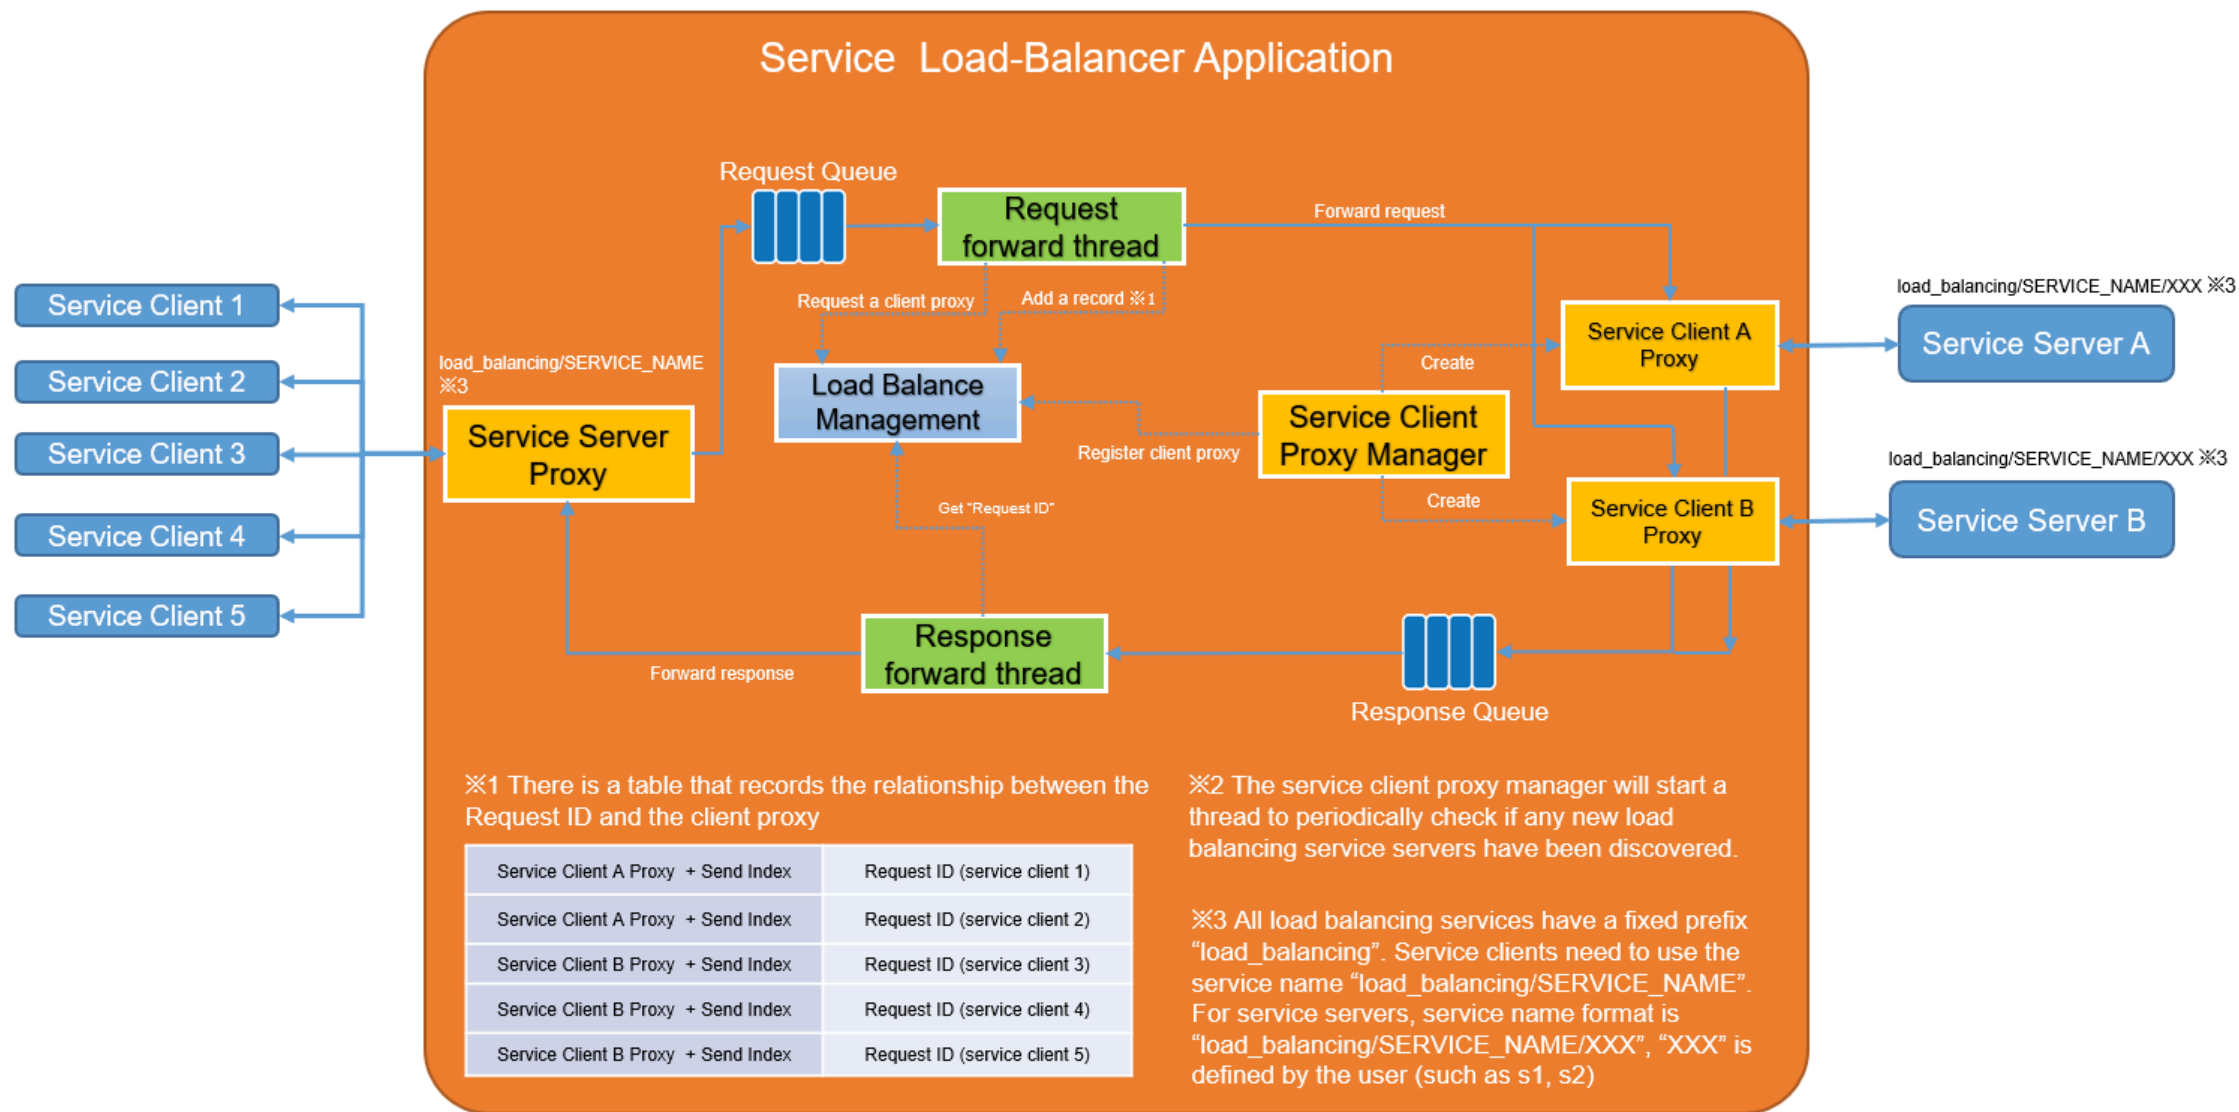 Service Load-Balancer Application
Request Queue
Request
forward thread
Forward request
Request a client proxy
Add a record ※1
Service Client 1
Service Client 2
Service Client 3
Service Client 4
Service Client 5
load_balancing/SERVICE_NAME
※3
Service Server
Proxy
Load Balance
Management
Register client proxy
Service Client
Proxy Manager
Create
Create
Service Client A
Proxy
Service Client B
Proxy
load_balancing/SERVICE_NAME/XXX ※3
Service Server A
load_balancing/SERVICE_NAME/XXX ※3
Service Server B
Get "Request ID"
Response
forward thread
Forward response
Response Queue
※1 There is a table that records the relationship between the
Request ID and the client proxy
Service Client A Proxy + Send Index
Request ID (service client 1)
Service Client A Proxy + Send Index
Request ID (service client 2)
Service Client B Proxy + Send Index
Request ID (service client 3)
Service Client B Proxy + Send Index
Request ID (service client 4)
Service Client B Proxy + Send Index
Request ID (service client 5)
※2 The service client proxy manager will start a
thread to periodically check if any new load
balancing service servers have been discovered.
※3 All load balancing services have a fixed prefix
“load_balancing”. Service clients need to use the
service name “load_balancing/SERVICE_NAME”.
For service servers, service name format is
“load_balancing/SERVICE_NAME/XXX”, “XXX” is
defined by the user (such as s1, s2)